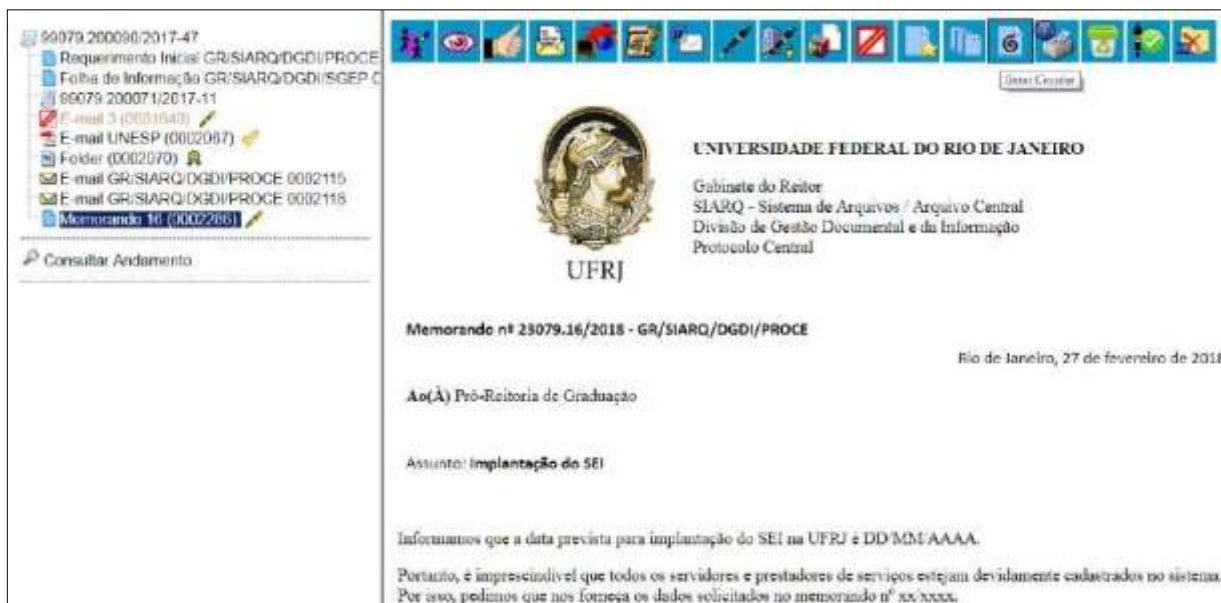 99079.200090/2017-47
Requerimento Inicial GR/SIARQ/DGDI/PROCE
Folha de Informação GR/SIARQ/DGDI/SGEP
99079.200071/2017-11
E-mail 3
E-mail UNESP (0002067)
Folder (0002070)
E-mail GR/SIARQ/DGDI/PROCE 0002115
E-mail GR/SIARQ/DGDI/PROCE 0002118
Memorando 16 (0002286)
Consultar Andamento
Gerar Circular
UNIVERSIDADE FEDERAL DO RIO DE JANEIRO
Gabinete do Reitor
SIARQ - Sistema de Arquivos / Arquivo Central
Divisão de Gestão Documental e da Informação
Protocolo Central
UFRJ
Memorando nº 23079.16/2018 - GR/SIARQ/DGDI/PROCE
Rio de Janeiro, 27 de fevereiro de 2018
Ao(À) Pró-Reitoria de Graduação
Assunto: Implantação do SEI
Informamos que a data prevista para implantação do SEI na UFRJ é DD/MM/AAAA.
Portanto, é imprescindível que todos os servidores e prestadores de serviços estejam devidamente cadastrados no sistema.
Por isso, pedimos que nos forneça os dados solicitados no memorando nº xx/xxxx.